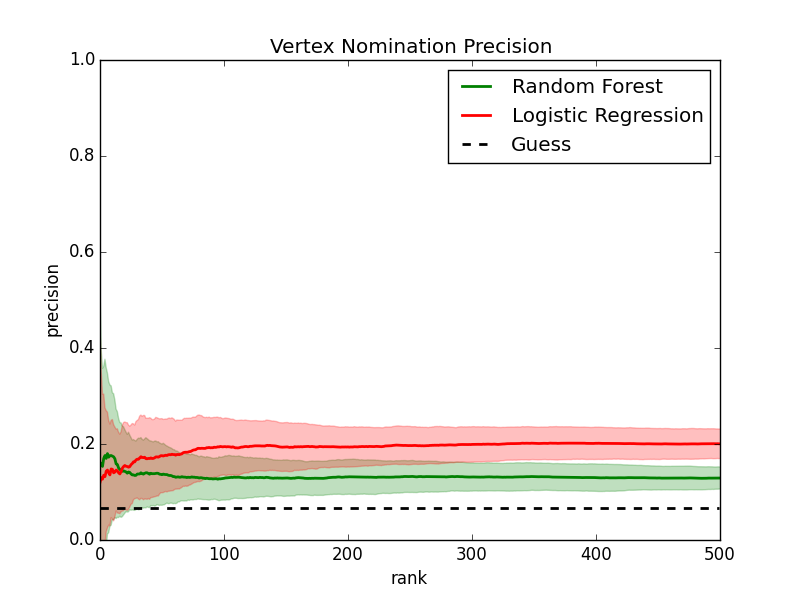 Vertex Nomination Precision
1.0
0.8
0.6
0.4
0.2
0.0
precision
Random Forest
Logistic Regression
Guess
0 100 200 300 400 500
rank